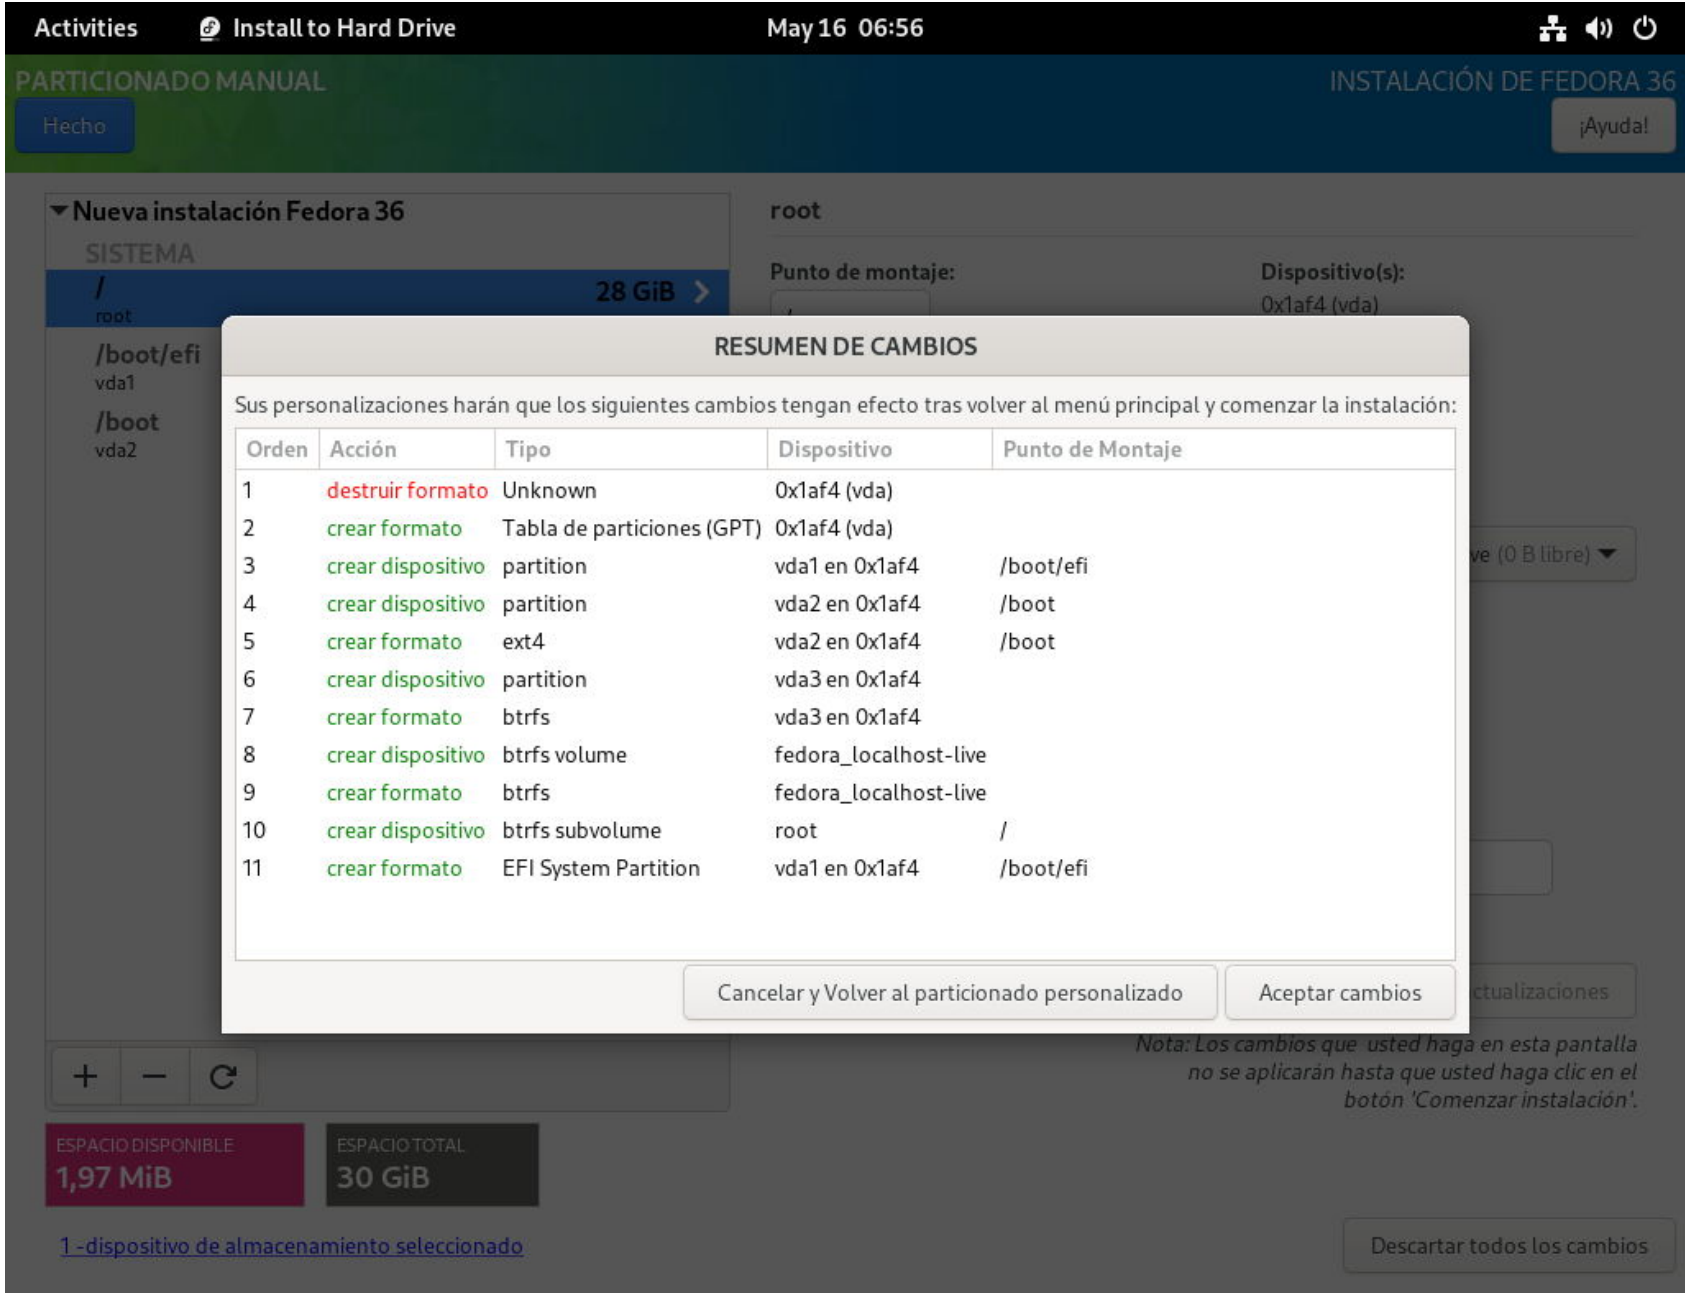 Activities Install to Hard Drive May 16 06:56
PARTICIONADO MANUAL INSTALACIÓN DE FEDORA 36
Hecho ¡Ayuda!
Nueva instalación Fedora 36
SISTEMA
/ 28 GiB
root
/boot/efi
vda1
/boot
vda2
root
Punto de montaje: Dispositivo(s):
0x1af4 (vda)
RESUMEN DE CAMBIOS
Sus personalizaciones harán que los siguientes cambios tengan efecto tras volver al menú principal y comenzar la instalación:
Orden Acción Tipo Dispositivo Punto de Montaje
1 destruir formato Unknown 0x1af4 (vda)
2 crear formato Tabla de particiones (GPT) 0x1af4 (vda)
3 crear dispositivo partition vda1 en 0x1af4 /boot/efi
4 crear dispositivo partition vda2 en 0x1af4 /boot
5 crear formato ext4 vda2 en 0x1af4 /boot
6 crear dispositivo partition vda3 en 0x1af4
7 crear formato btrfs vda3 en 0x1af4
8 crear dispositivo btrfs volume fedora_localhost-live
9 crear formato btrfs fedora_localhost-live
10 crear dispositivo btrfs subvolume root /
11 crear formato EFI System Partition vda1 en 0x1af4 /boot/efi
Cancelar y Volver al particionado personalizado Aceptar cambios
(0 B libre)
Nota: Los cambios que usted haga en esta pantalla
no se aplicarán hasta que usted haga clic en el
botón 'Comenzar instalación'.
ESPACIO DISPONIBLE
1,97 MiB
ESPACIO TOTAL
30 GiB
1 - dispositivo de almacenamiento seleccionado
Descartar todos los cambios